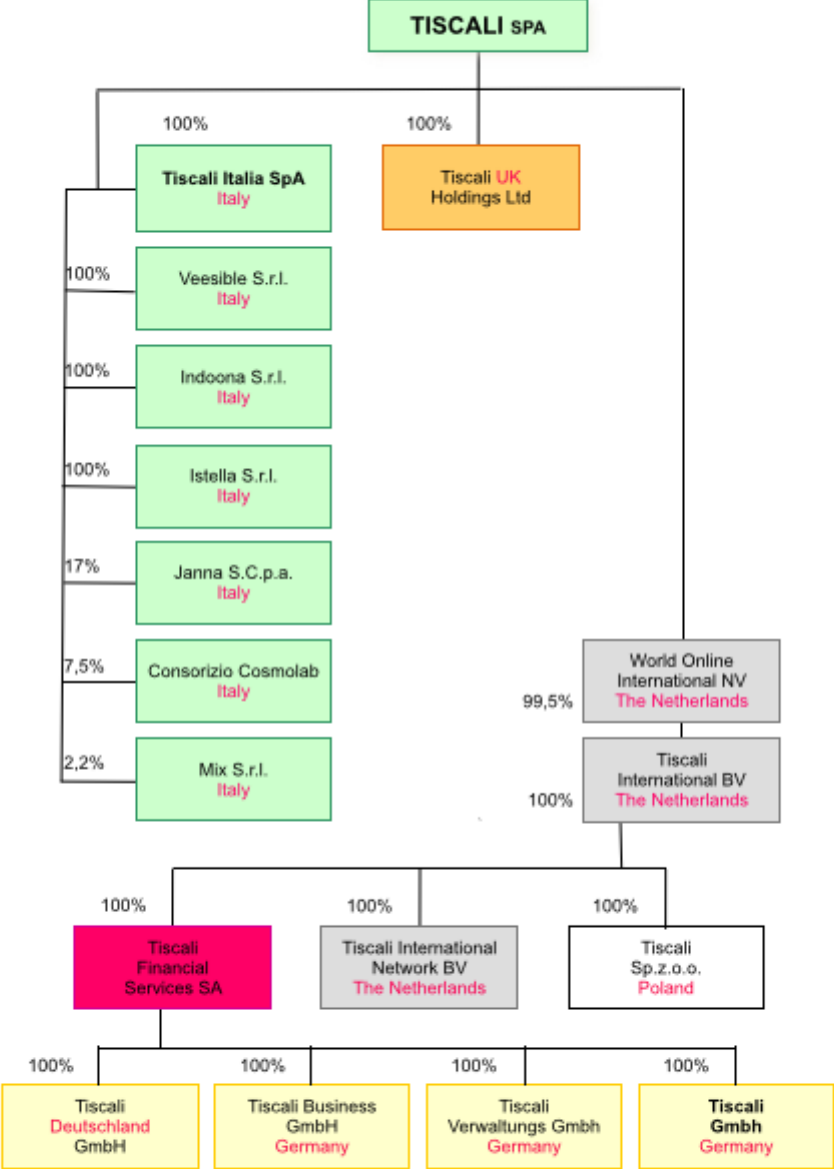 TISCALI SPA
100%
100%
Tiscali Italia SpA
Italy
Tiscali UK
Holdings Ltd
100%
Veesible S.r.l.
Italy
100%
Indoona S.r.l.
Italy
100%
Istella S.r.l.
Italy
17%
Janna S.C.p.a.
Italy
7,5%
Consorizio Cosmolab
Italy
2,2%
Mix S.r.l.
Italy
World Online
International NV
The Netherlands
99,5%
Tiscali
International BV
The Netherlands
100%
100%
100%
100%
Tiscali
Financial
Services SA
Tiscali International
Network BV
The Netherlands
Tiscali
Sp.z.o.o.
Poland
100%
100%
100%
100%
Tiscali
Deutschland
GmbH
Tiscali Business
GmbH
Germany
Tiscali
Verwaltungs Gmbh
Germany
Tiscali
Gmbh
Germany